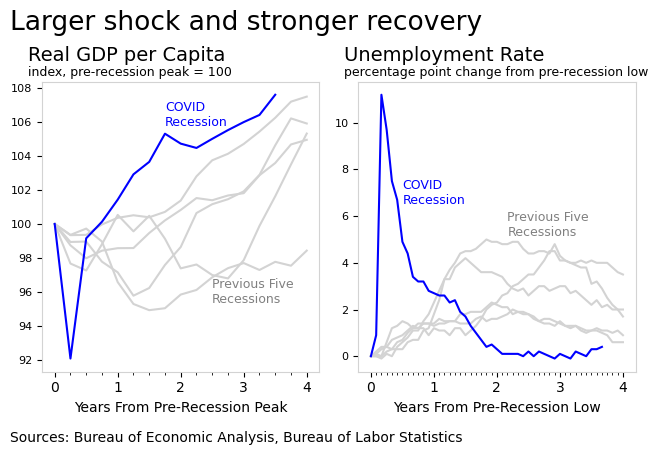 Larger shock and stronger recovery
Real GDP per Capita
index, pre-recession peak = 100
108
106
104
102
100
98
96
94
92
COVID
Recession
Previous Five
Recessions
0
1
2
3
4
Years From Pre-Recession Peak
Unemployment Rate
percentage point change from pre-recession low
10
8
6
4
2
0
COVID
Recession
Previous Five
Recessions
0
1
2
3
4
Years From Pre-Recession Low
Sources: Bureau of Economic Analysis, Bureau of Labor Statistics